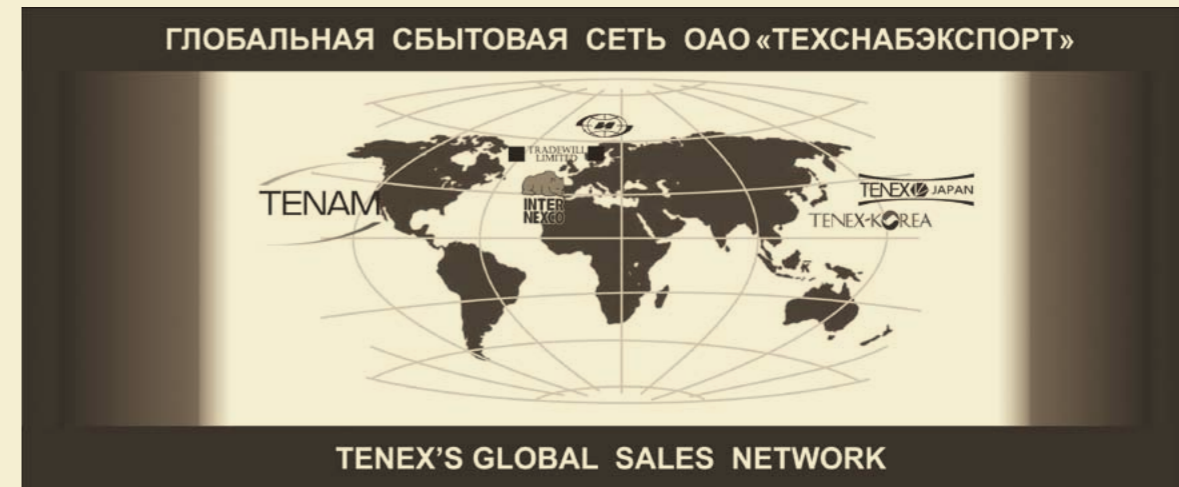 ГЛОБАЛЬНАЯ СБЫТОВАЯ СЕТЬ ОАО «ТЕХСНАБЭКСПОРТ»
TRADEWILL
LIMITED
TENAM
INTER
NEXCO
TENEX JAPAN
TENEX-KOREA
TENEX'S GLOBAL SALES NETWORK